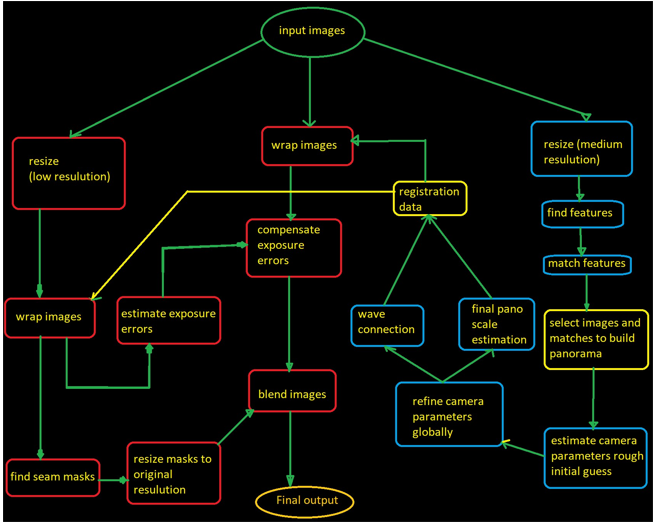 input images
resize
(low resulution)
wrap images
resize (medium
resulution)
registration
data
find features
compensate
exposure
errors
match features
wrap images
estimate exposure
errors
wave
connection
final pano
scale
estimation
select images and
matches to build
panorama
blend images
refine camera
parameters
globally
find seam masks
resize masks to
original
resulution
estimate camera
parameters rough
initial guess
Final output